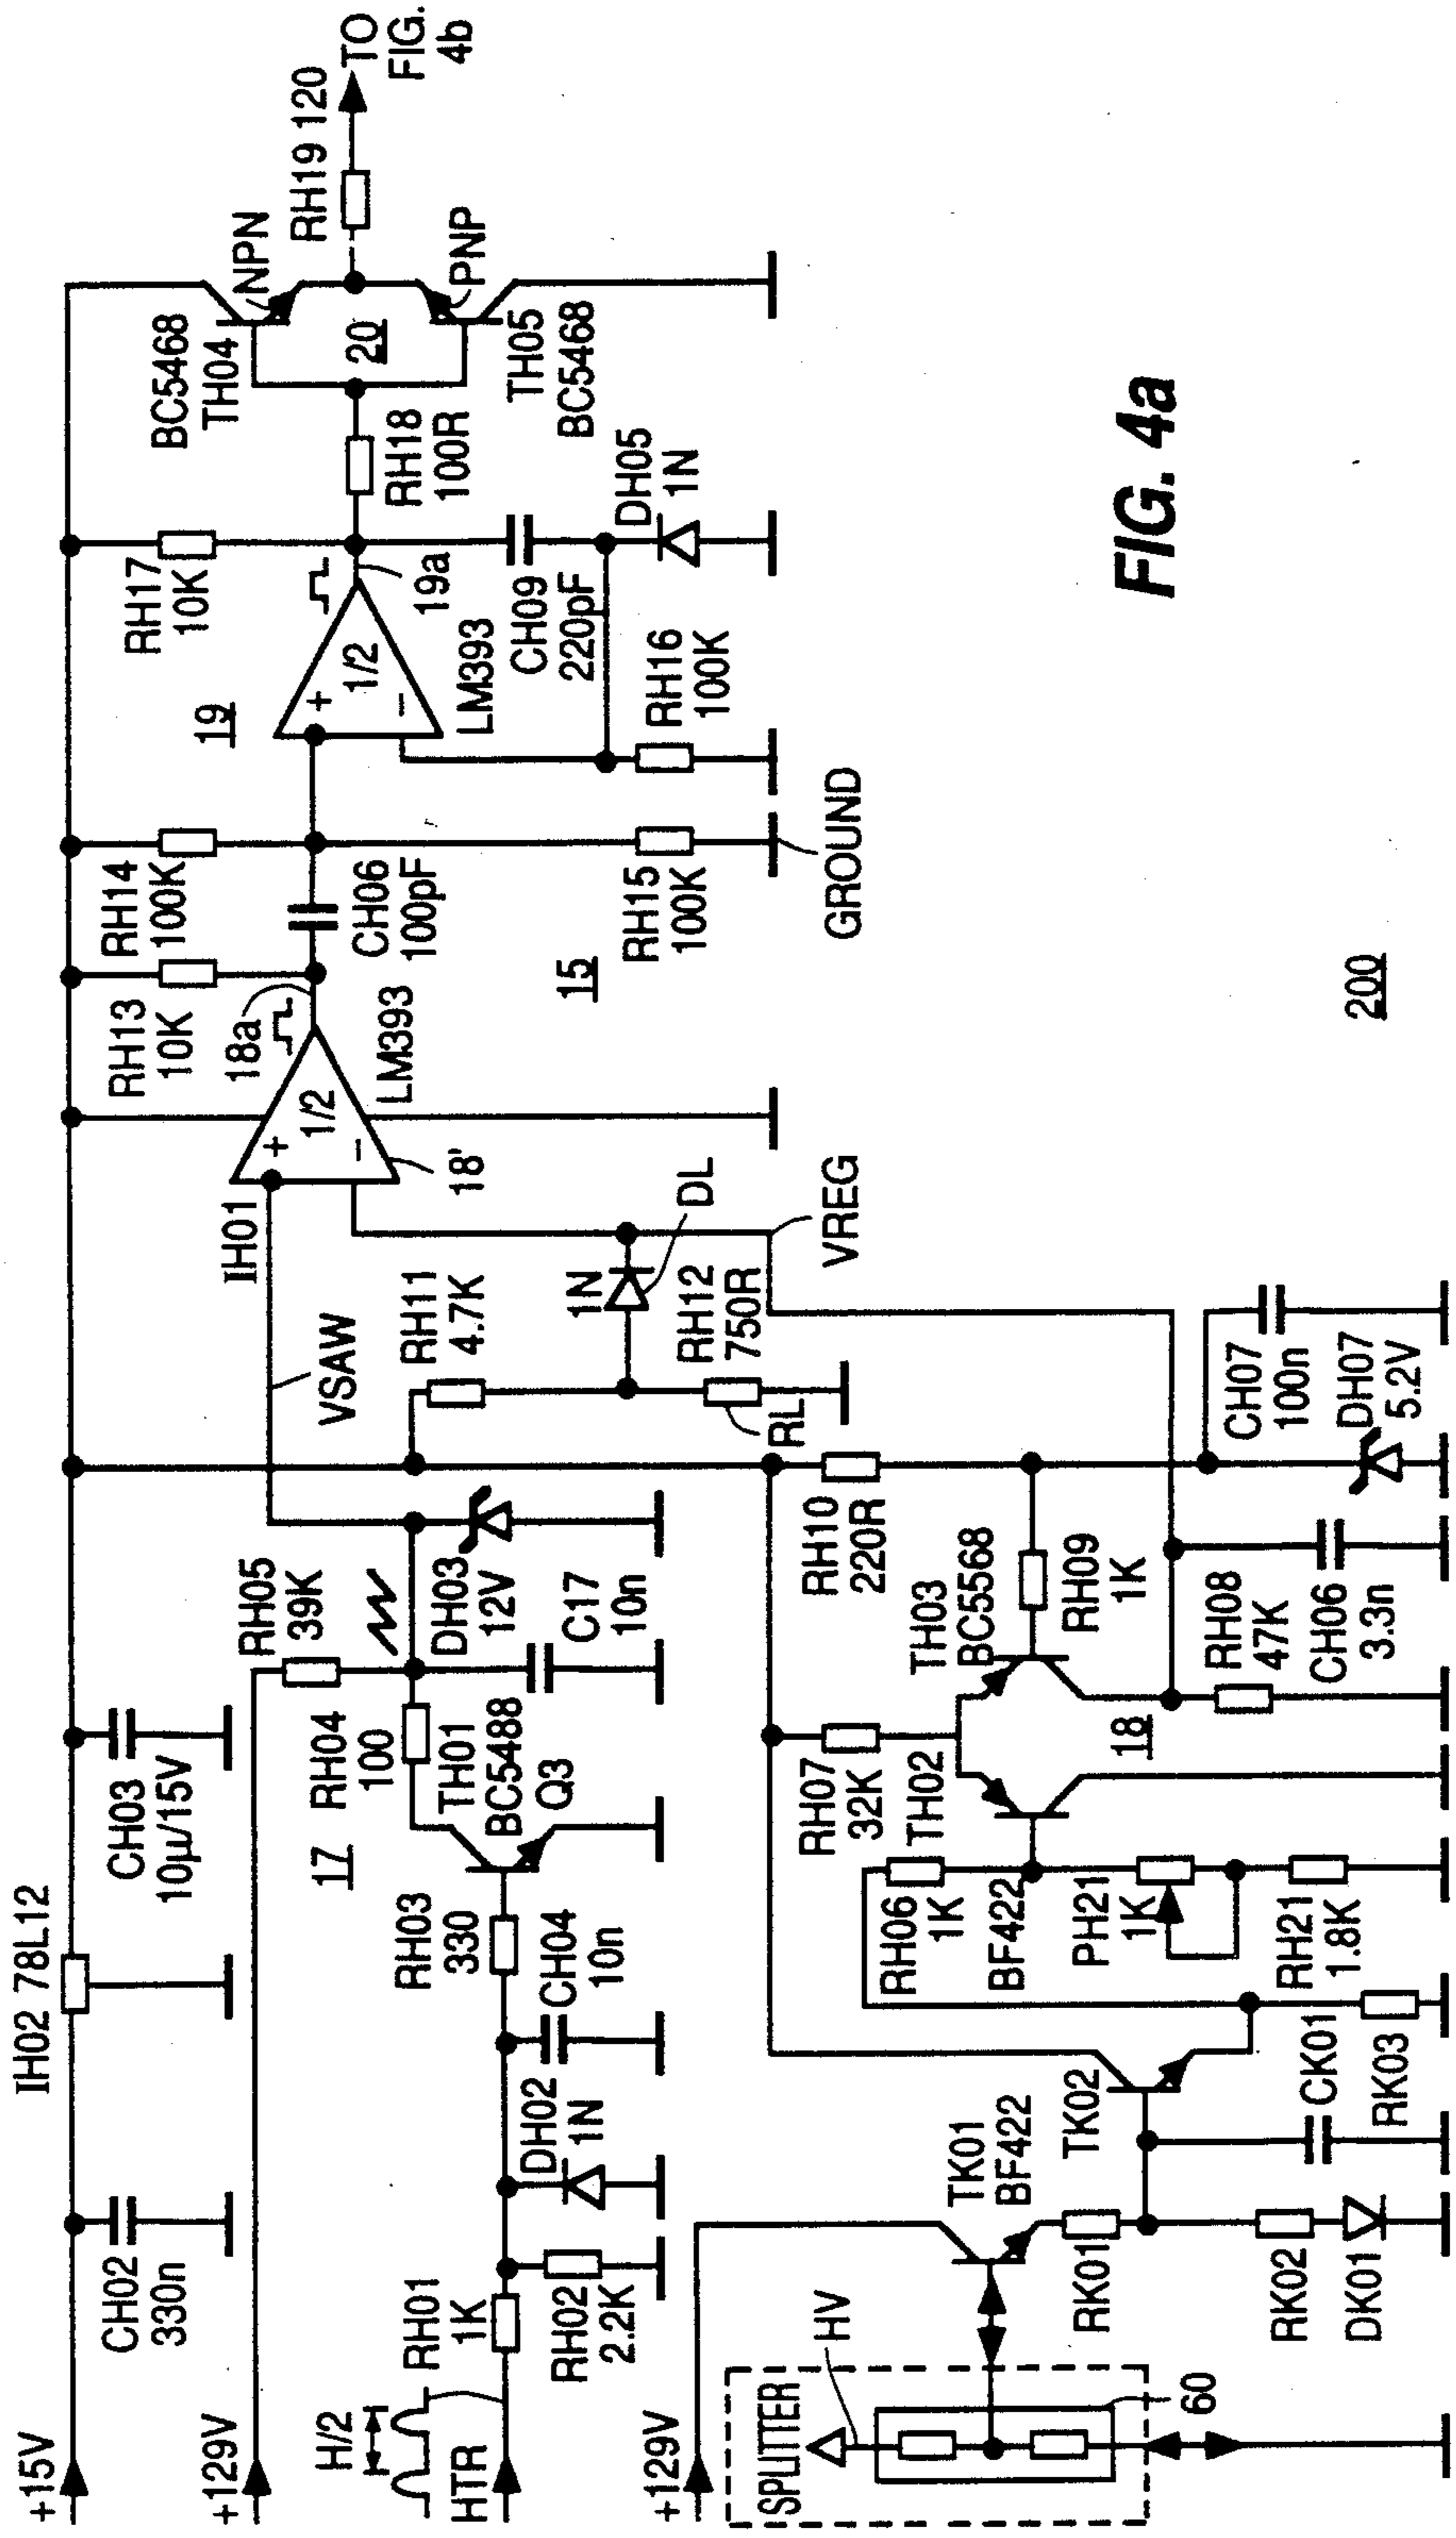 +15V
IH02 78L12
CH02
330n
CH03
10µ/15V
+129V
RH05
39K
17
RH04
100
H/2
HTR
RH01
1K
RH02
2.2K
DH02
1N
CH04
10n
RH03
330
TH01
BC5488
Q3
DH03
12V
C17
10n
VSAW
IH01
RH11
4.7K
1N
DL
RH12
750R
RL
VREG
+
1/2
−
18'
LM393
18a
RH13
10K
RH14
100K
CH06
100pF
15
RH15
100K
GROUND
19
+
1/2
−
LM393
19a
RH17
10K
CH09
220pF
RH16
100K
DH05
1N
RH18
100R
BC5468
TH04
NPN
20
PNP
TH05
BC5468
RH19 120
TO
FIG.
4b
+129V
SPLITTER
HV
60
TK01
BF422
RK01
RK02
DK01
TK02
CK01
RK03
RH06
1K
BF422
PH21
1K
RH21
1.8K
RH07
32K
TH02
18
TH03
BC5568
RH10
220R
RH09
1K
RH08
47K
CH06
3.3n
CH07
100n
DH07
5.2V
200
FIG. 4a